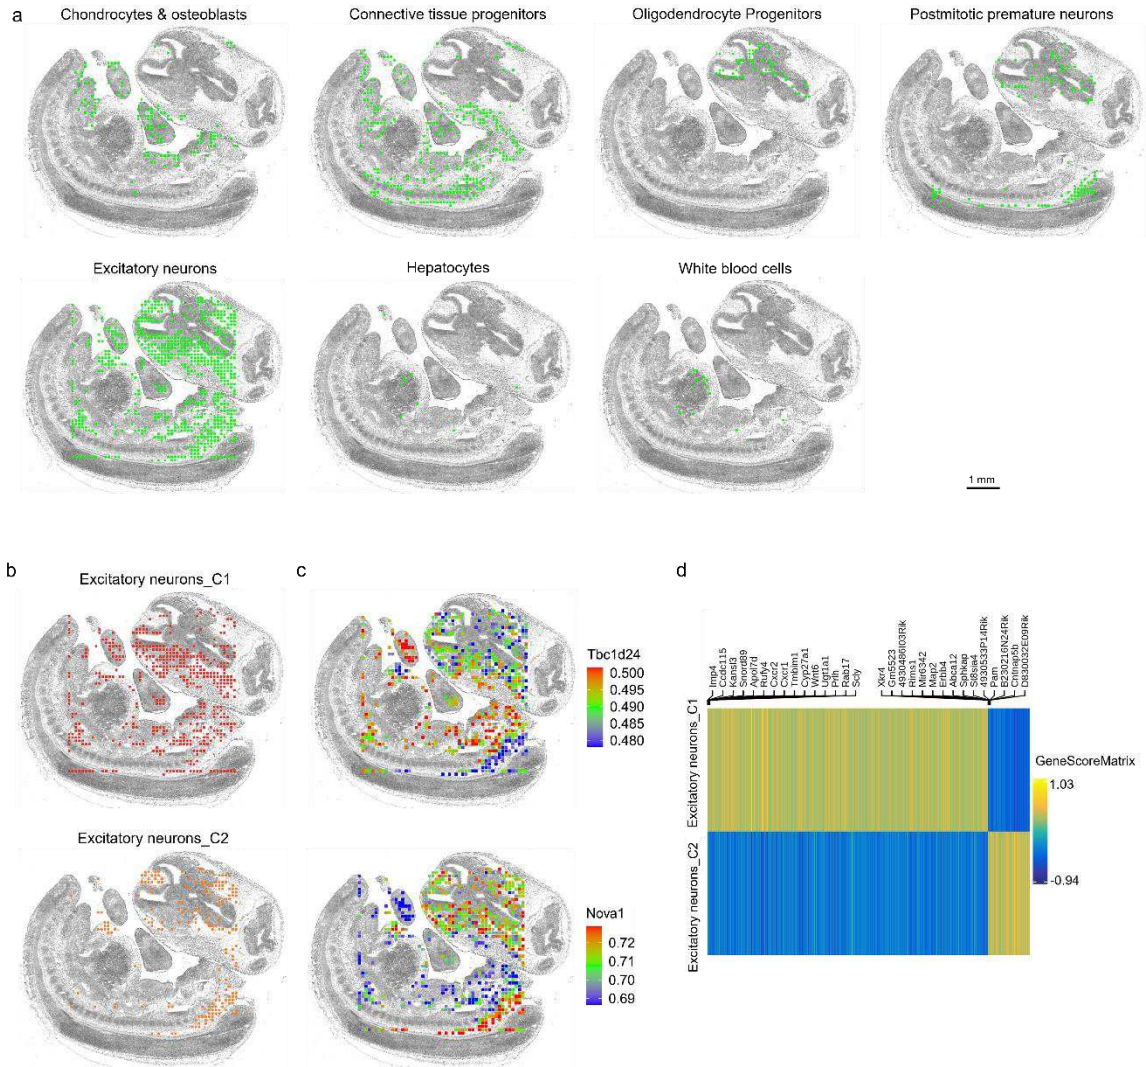 a
Chondrocytes & osteoblasts
Connective tissue progenitors
Oligodendrocyte Progenitors
Postmitotic premature neurons
Excitatory neurons
Hepatocytes
White blood cells
1 mm
b
Excitatory neurons_C1
c
Tbc1d24
0.500
0.495
0.490
0.485
0.480
Excitatory neurons_C2
Nova1
0.72
0.71
0.70
0.69
d
Imp4
Ccdc115
Kansl3
Snord89
Apol7d
Rufy4
Cxcr2
Cxcr1
Tmbim1
Cyp27a1
Wnt6
Ugt1a1
Prlh
Rab17
Scly
Xkr4
Gm5523
4930486I03Rik
Rims1
Mir6342
Map2
Erbb4
Abca12
Sphkap
St8sia4
4930533P14Rik
Pam
B230216N24Rik
Cntnap5b
D830032E09Rik
Excitatory neurons_C1
Excitatory neurons_C2
GeneScoreMatrix
1.03
-0.94